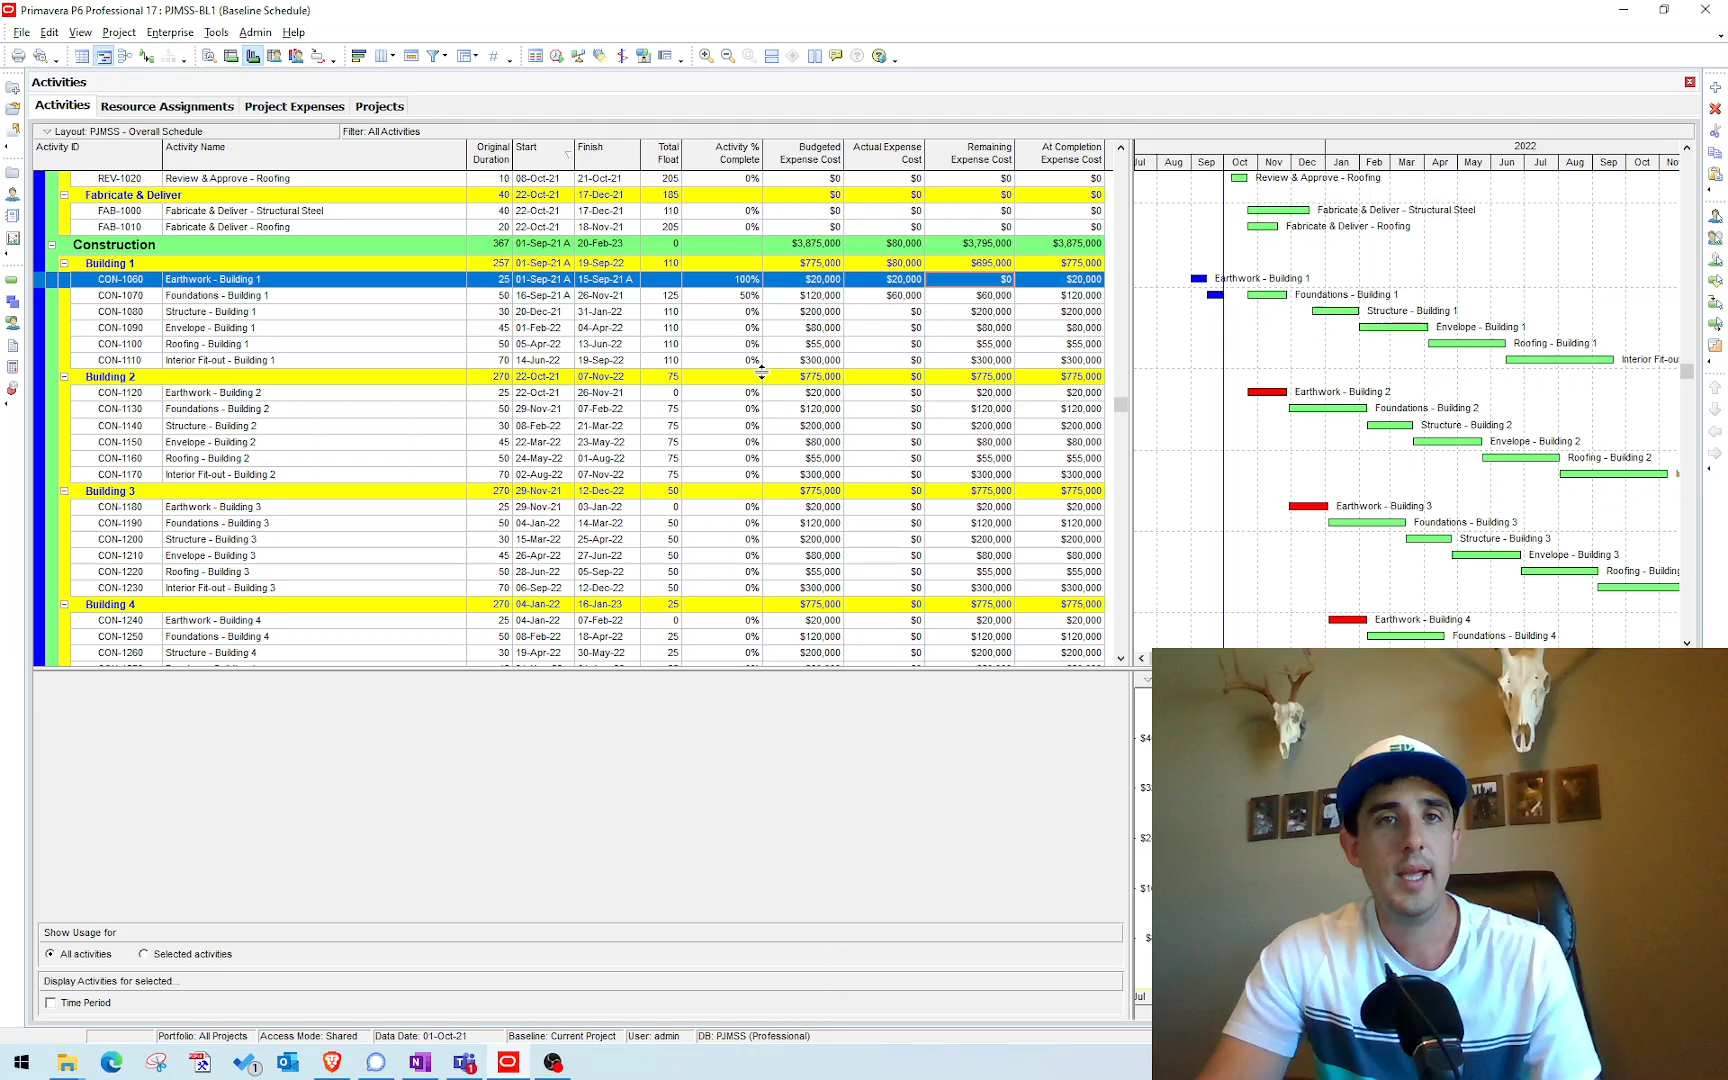 Primavera P6 Professional 17 : PJMSS-BL1 (Baseline Schedule)
File Edit View Project Enterprise Tools Admin Help
Activities
Activities Resource Assignments Project Expenses Projects
Layout: PJMSS - Overall Schedule Filter: All Activities
Activity ID Activity Name Original Duration Start Finish Total Float Activity % Complete Budgeted Expense Cost Actual Expense Cost Remaining Expense Cost At Completion Expense Cost
2022
Jul Aug Sep Oct Nov Dec Jan Feb Mar Apr May Jun Jul Aug Sep Oct
REV-1020 Review & Approve - Roofing 10 08-Oct-21 21-Oct-21 205 0% $0 $0 $0 $0 Review & Approve - Roofing
Fabricate & Deliver 40 22-Oct-21 17-Dec-21 185 $0 $0 $0 $0
FAB-1000 Fabricate & Deliver - Structural Steel 40 22-Oct-21 17-Dec-21 110 0% $0 $0 $0 $0 Fabricate & Deliver - Structural Steel
FAB-1010 Fabricate & Deliver - Roofing 20 22-Oct-21 18-Nov-21 205 0% $0 $0 $0 $0 Fabricate & Deliver - Roofing
Construction 367 01-Sep-21 A 20-Feb-23 0 $3,875,000 $80,000 $3,795,000 $3,875,000
Building 1 257 01-Sep-21 A 19-Sep-22 110 $775,000 $80,000 $695,000 $775,000
CON-1060 Earthwork - Building 1 25 01-Sep-21 A 15-Sep-21 A 100% $20,000 $20,000 $0 $20,000 Earthwork - Building 1
CON-1070 Foundations - Building 1 50 16-Sep-21 A 26-Nov-21 125 50% $120,000 $60,000 $60,000 $120,000 Foundations - Building 1
CON-1080 Structure - Building 1 30 20-Dec-21 31-Jan-22 110 0% $200,000 $0 $200,000 $200,000 Structure - Building 1
CON-1090 Envelope - Building 1 45 01-Feb-22 04-Apr-22 110 0% $80,000 $0 $80,000 $80,000 Envelope - Building 1
CON-1100 Roofing - Building 1 50 05-Apr-22 13-Jun-22 110 0% $55,000 $0 $55,000 $55,000 Roofing - Building 1
CON-1110 Interior Fit-out - Building 1 70 14-Jun-22 19-Sep-22 110 0% $300,000 $0 $300,000 $300,000 Interior Fit-ou
Building 2 270 22-Oct-21 07-Nov-22 75 $775,000 $0 $775,000 $775,000
CON-1120 Earthwork - Building 2 25 22-Oct-21 26-Nov-21 0 0% $20,000 $0 $20,000 $20,000 Earthwork - Building 2
CON-1130 Foundations - Building 2 50 29-Nov-21 07-Feb-22 75 0% $120,000 $0 $120,000 $120,000 Foundations - Building 2
CON-1140 Structure - Building 2 30 08-Feb-22 21-Mar-22 75 0% $200,000 $0 $200,000 $200,000 Structure - Building 2
CON-1150 Envelope - Building 2 45 22-Mar-22 23-May-22 75 0% $80,000 $0 $80,000 $80,000 Envelope - Building 2
CON-1160 Roofing - Building 2 50 24-May-22 01-Aug-22 75 0% $55,000 $0 $55,000 $55,000 Roofing - Building 2
CON-1170 Interior Fit-out - Building 2 70 02-Aug-22 07-Nov-22 75 0% $300,000 $0 $300,000 $300,000
Building 3 270 29-Nov-21 12-Dec-22 50 $775,000 $0 $775,000 $775,000
CON-1180 Earthwork - Building 3 25 29-Nov-21 03-Jan-22 0 0% $20,000 $0 $20,000 $20,000 Earthwork - Building 3
CON-1190 Foundations - Building 3 50 04-Jan-22 14-Mar-22 50 0% $120,000 $0 $120,000 $120,000 Foundations - Building 3
CON-1200 Structure - Building 3 30 15-Mar-22 25-Apr-22 50 0% $200,000 $0 $200,000 $200,000 Structure - Building 3
CON-1210 Envelope - Building 3 45 26-Apr-22 27-Jun-22 50 0% $80,000 $0 $80,000 $80,000 Envelope - Building 3
CON-1220 Roofing - Building 3 50 28-Jun-22 05-Sep-22 50 0% $55,000 $0 $55,000 $55,000 Roofing - Building
CON-1230 Interior Fit-out - Building 3 70 06-Sep-22 12-Dec-22 50 0% $300,000 $0 $300,000 $300,000
Building 4 270 04-Jan-22 16-Jan-23 25 $775,000 $0 $775,000 $775,000
CON-1240 Earthwork - Building 4 25 04-Jan-22 07-Feb-22 0 0% $20,000 $0 $20,000 $20,000 Earthwork - Building 4
CON-1250 Foundations - Building 4 50 08-Feb-22 18-Apr-22 25 0% $120,000 $0 $120,000 $120,000 Foundations - Building 4
CON-1260 Structure - Building 4 30 19-Apr-22 30-May-22 25 0% $200,000 $0 $200,000 $200,000
Show Usage for
All activities Selected activities
Display Activities for selected...
Time Period
Jul
Portfolio: All Projects Access Mode: Shared Data Date: 01-Oct-21 Baseline: Current Project User: admin DB: PJMSS (Professional)